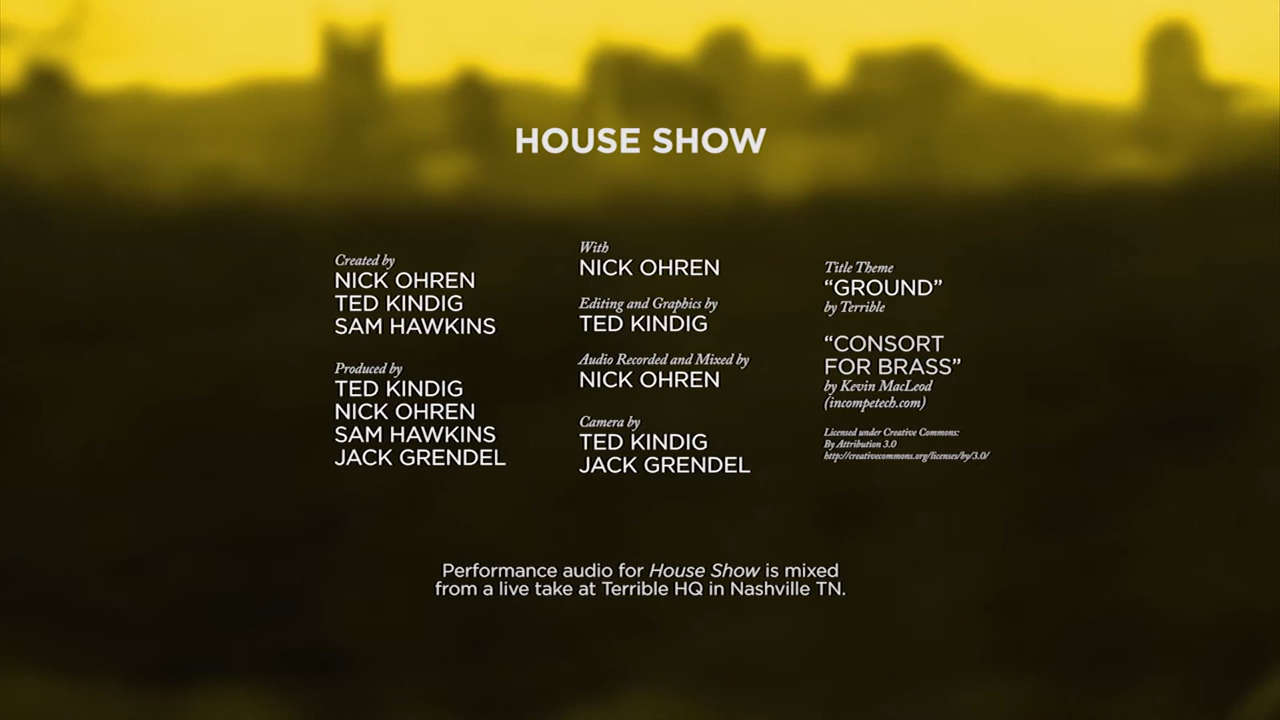 HOUSE SHOW
Created by
NICK OHREN
TED KINDIG
SAM HAWKINS
Produced by
TED KINDIG
NICK OHREN
SAM HAWKINS
JACK GRENDEL
With
NICK OHREN
Editing and Graphics by
TED KINDIG
Audio Recorded and Mixed by
NICK OHREN
Camera by
TED KINDIG
JACK GRENDEL
Title Theme
“GROUND”
by Terrible
“CONSORT
FOR BRASS”
by Kevin MacLeod
(incompetech.com)
Licensed under Creative Commons:
By Attribution 3.0
http://creativecommons.org/licenses/by/3.0/
Performance audio for House Show is mixed
from a live take at Terrible HQ in Nashville TN.